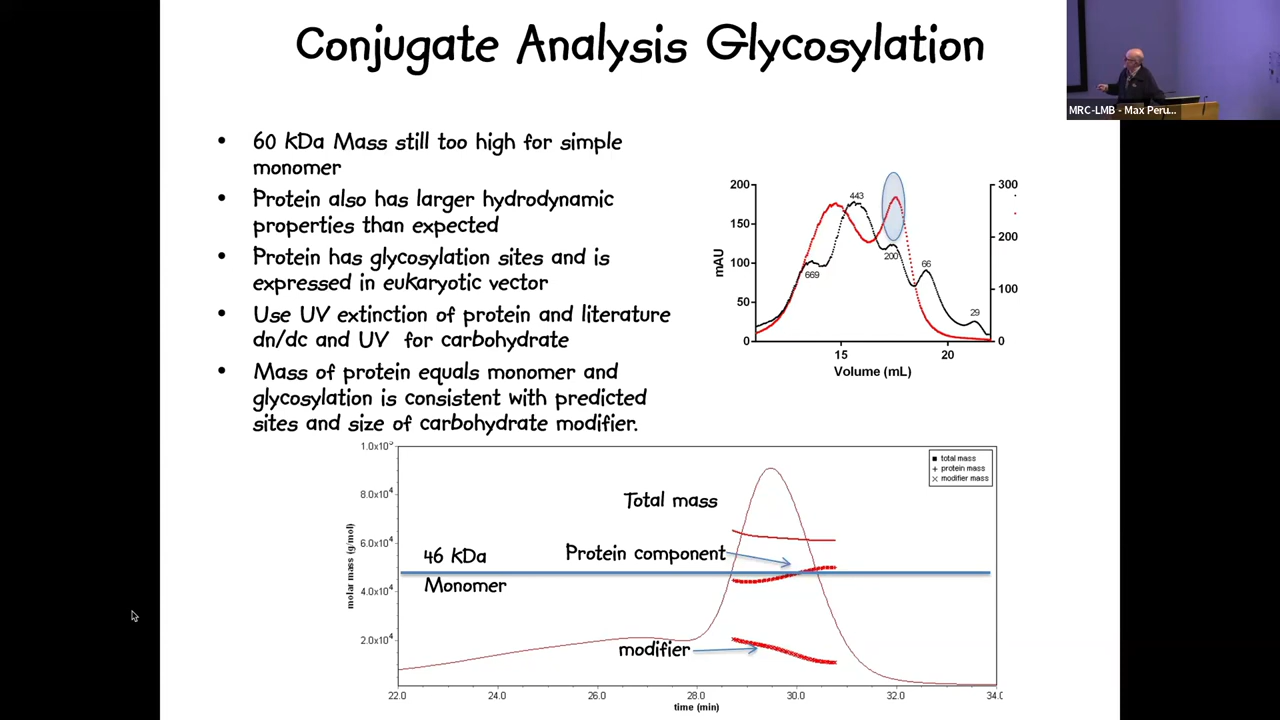 Conjugate Analysis Glycosylation
MRC-LMB - Max Peru...
• 60 KDa Mass still too high for simple
monomer
• Protein also has larger hydrodynamic
properties than expected
• Protein has glycosylation sites and is
expressed in eukaryotic vector
• Use UV extinction of protein and literature
dn/dc and UV for carbohydrate
• Mass of protein equals monomer and
glycosylation is consistent with predicted
sites and size of carbohydrate modifier.
200
150
100
50
0
mAU
300
200
100
0
443
669
200
66
29
15
20
Volume (mL)
1.0x10⁵
8.0x10⁴
6.0x10⁴
4.0x10⁴
2.0x10⁴
molar mass (g/mol)
total mass
protein mass
modifier mass
Total mass
46 KDa
Protein component
Monomer
modifier
22.0
24.0
26.0
28.0
30.0
32.0
34.0
time (min)